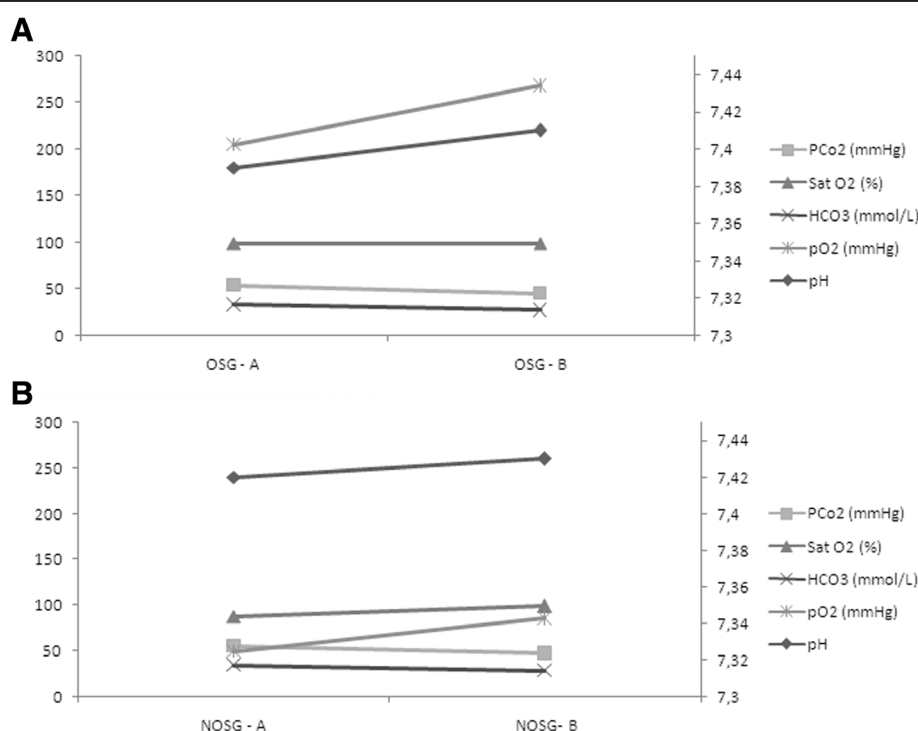 A
300
250
200
150
100
50
0
7,44
7,42
7,4
7,38
7,36
7,34
7,32
7,3
OSG - A
OSG - B
PCo2 (mmHg)
Sat O2 (%)
HCO3 (mmol/L)
pO2 (mmHg)
pH
B
300
250
200
150
100
50
0
7,44
7,42
7,4
7,38
7,36
7,34
7,32
7,3
NOSG - A
NOSG- B
PCo2 (mmHg)
Sat O2 (%)
HCO3 (mmol/L)
pO2 (mmHg)
pH